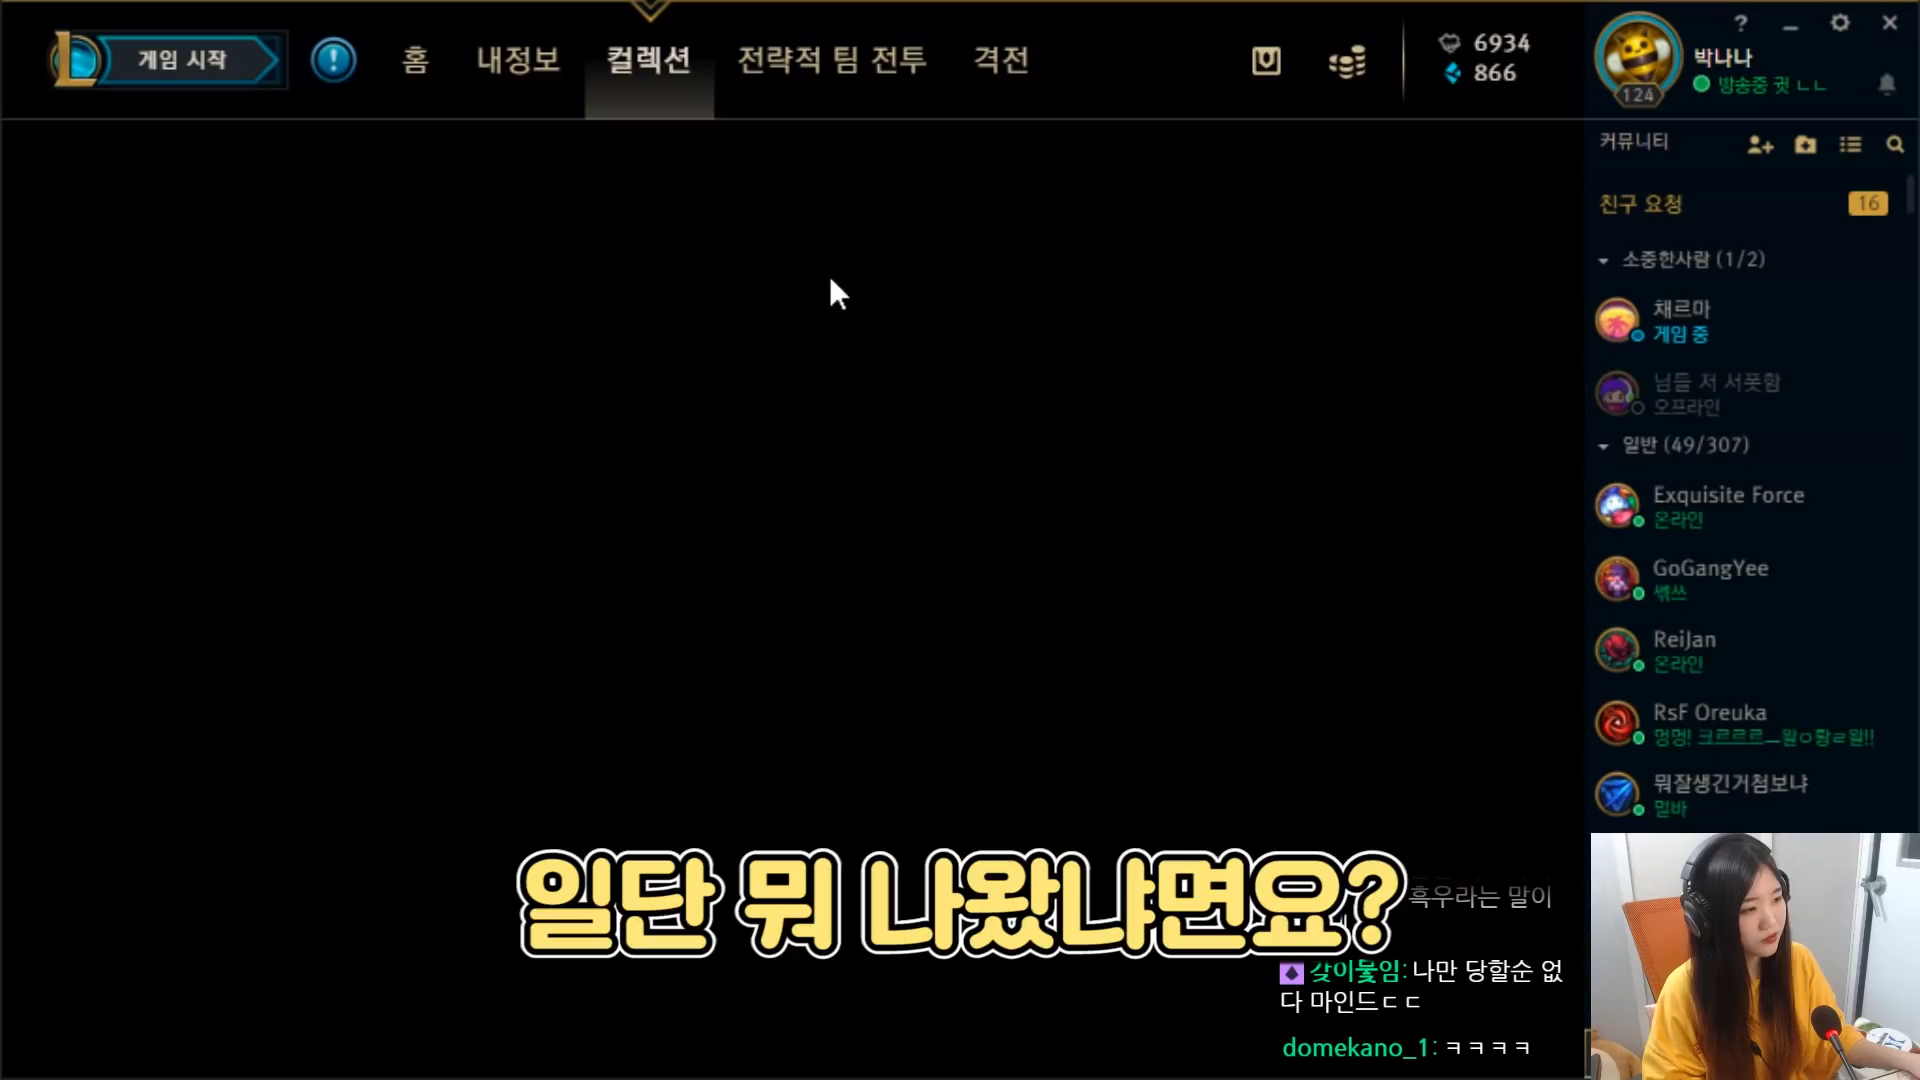 게임 시작
홈
내정보
컬렉션
전략적 팀 전투
격전
6934
866
124
박나나
방송중 귓 ㄴㄴ
커뮤니티
친구 요청
16
소중한사람 (1/2)
채르마
게임 중
님들 저 서폿함
오프라인
일반 (49/307)
Exquisite Force
온라인
GoGangYee
쎾쓰
ReiJan
온라인
RsF Oreuka
멍멍! 크르르르ㅡ왈ㅇ황ㄹ월!!
뭐잘생긴거첨보냐
멀바
일단 뭐 나왔냐면요?
흑우라는 말이
갖이뮻임: 나만 당할순 없
다 마인드ㄷㄷ
domekano_1: ㅋㅋㅋㅋ